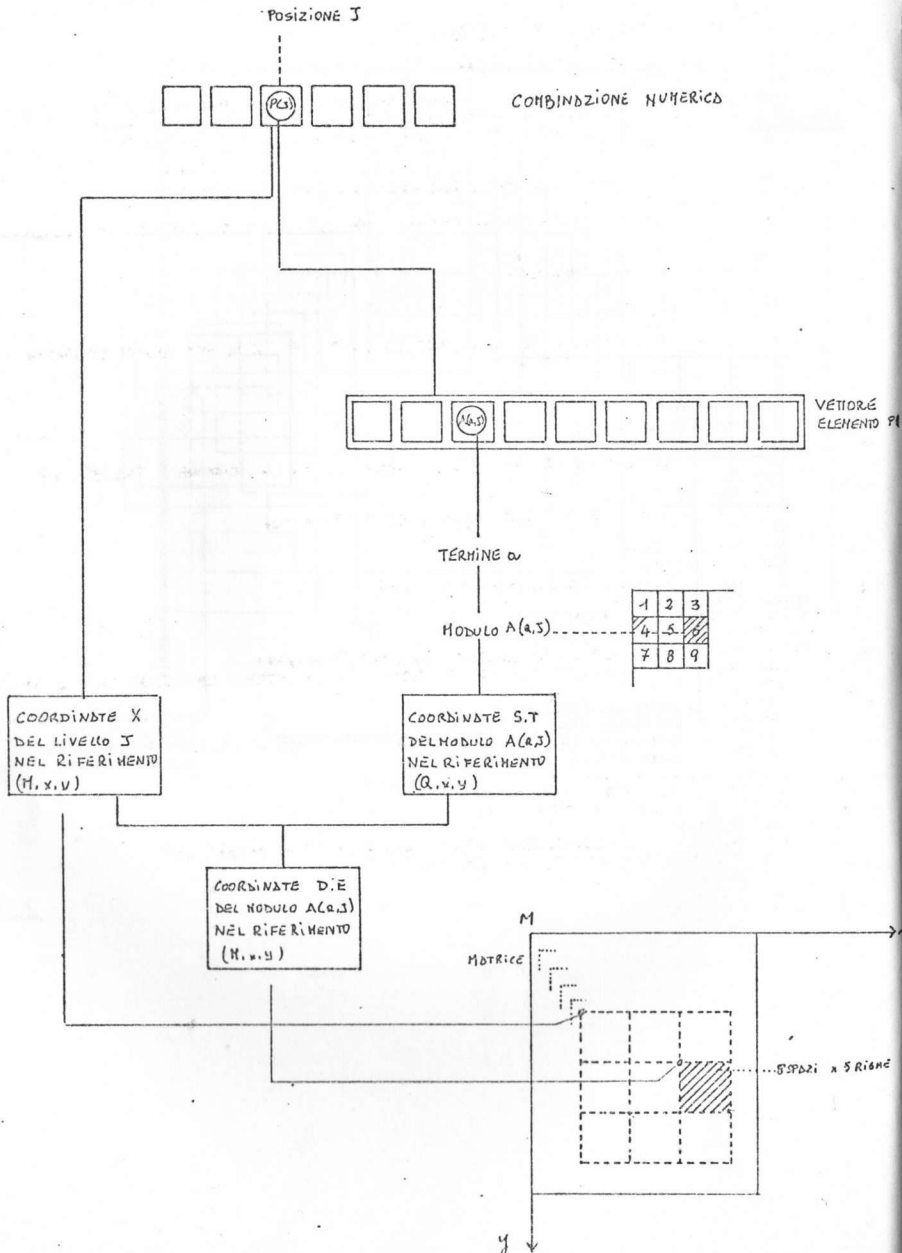 POSIZIONE J
P(J)
COMBINAZIONE NUMERICA
A(Q,J)
VETTORE
ELEMENTO
TERMINE Q
MODULO A(Q,J)
1 2 3
4 5 6
7 8 9
COORDINATE X
DEL LIVELLO J
NEL RIFERIMENTO
(M,x,y)
COORDINATE S.T
DEL MODULO A(Q,J)
NEL RIFERIMENTO
(Q,x,y)
COORDINATE D.E
DEL MODULO A(Q,J)
NEL RIFERIMENTO
(M,x,y)
M
MATRICE
5 SPAZI x 5 RIGHE
y